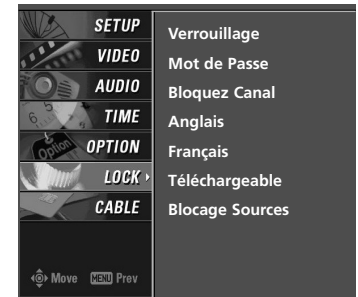 SETUP
VIDEO
AUDIO
TIME
OPTION
LOCK
CABLE
Move MENU Prev
Verrouillage
Mot de Passe
Bloquez Canal
Anglais
Français
Téléchargeable
Blocage Sources
Option